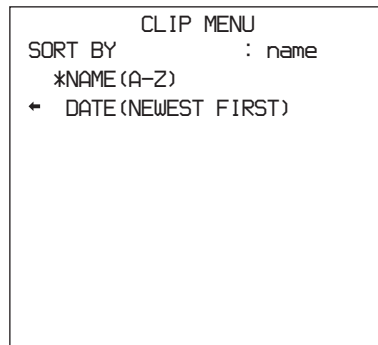 CLIP MENU
SORT BY : name
*NAME(A-Z)
← DATE(NEWEST FIRST)